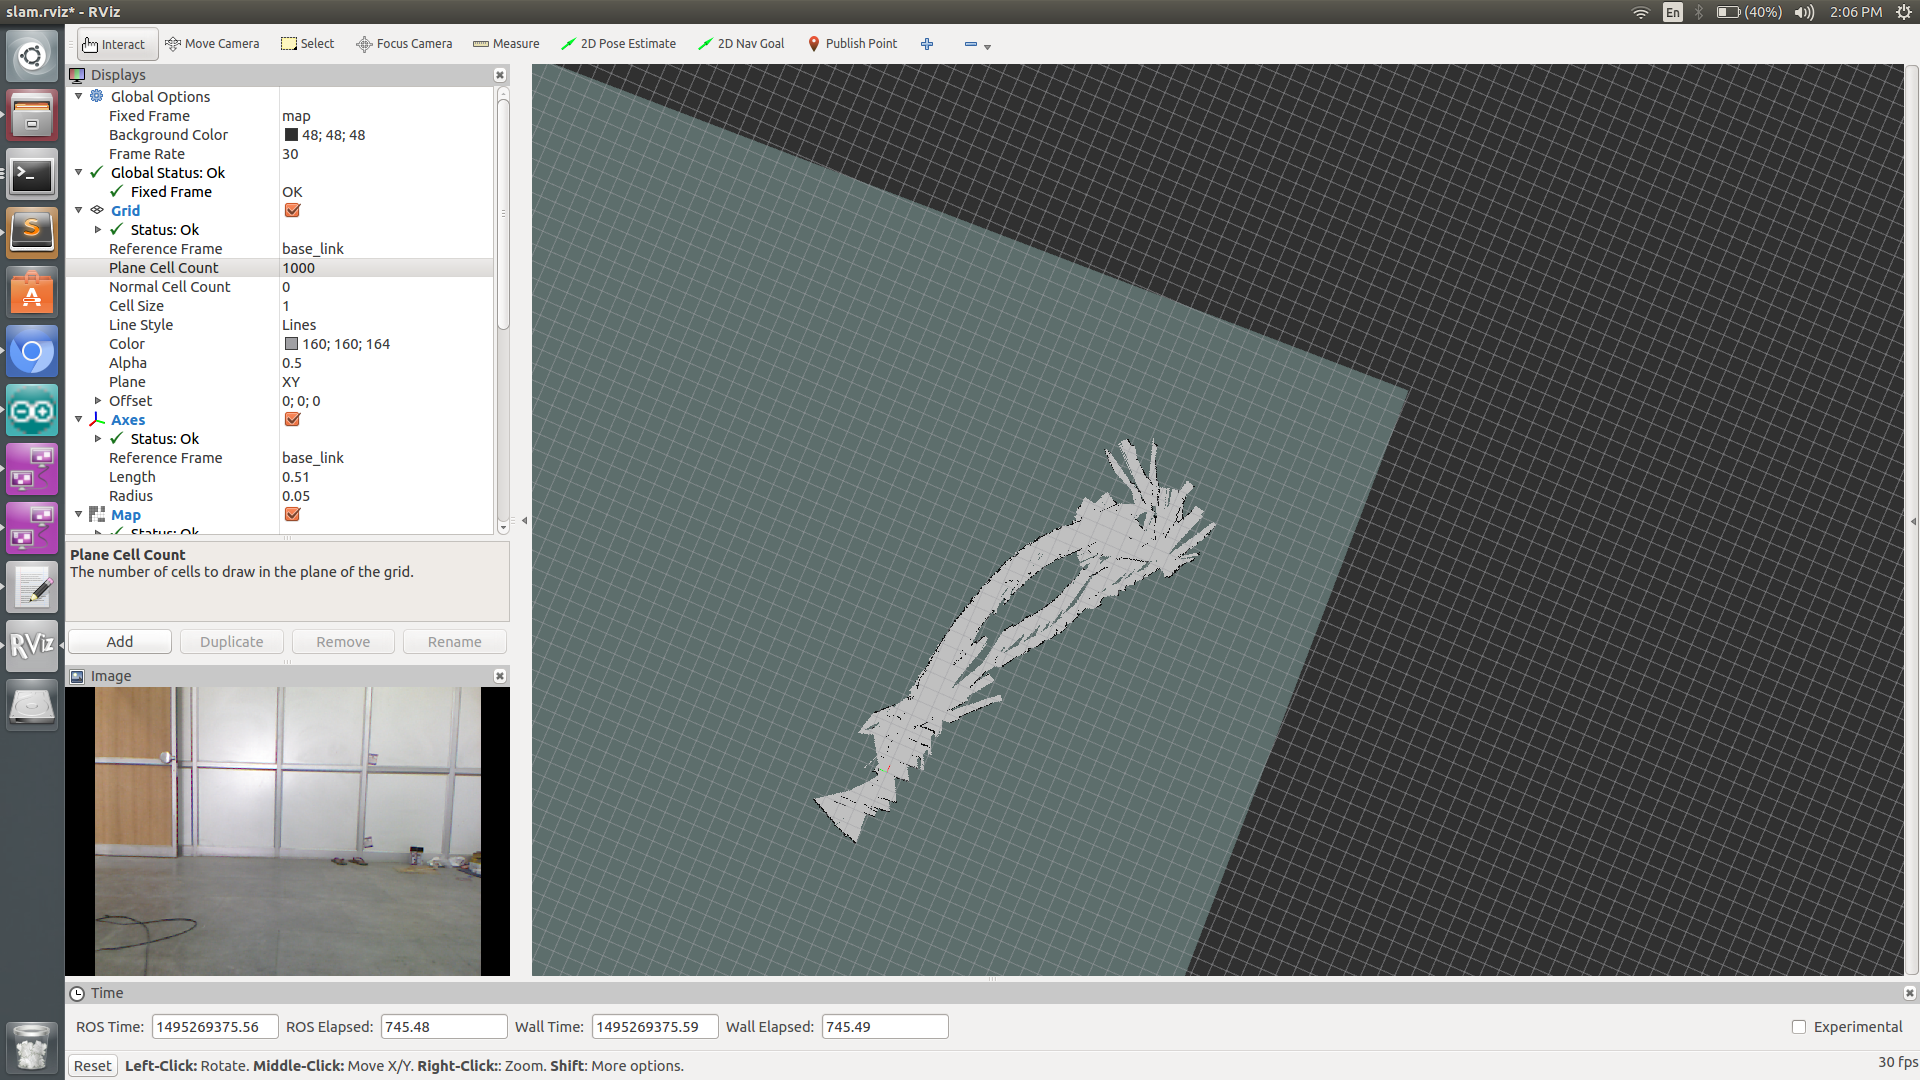 slam.rviz* - RViz
En
(40%)
2:06 PM
Interact
Move Camera
Select
Focus Camera
Measure
2D Pose Estimate
2D Nav Goal
Publish Point
Displays
Global Options
Fixed Frame map
Background Color 48; 48; 48
Frame Rate 30
Global Status: Ok
Fixed Frame OK
Grid
Status: Ok
Reference Frame base_link
Plane Cell Count 1000
Normal Cell Count 0
Cell Size 1
Line Style Lines
Color 160; 160; 164
Alpha 0.5
Plane XY
Offset 0; 0; 0
Axes
Status: Ok
Reference Frame base_link
Length 0.51
Radius 0.05
Map
Status: Ok
Plane Cell Count
The number of cells to draw in the plane of the grid.
Add
Duplicate
Remove
Rename
RViz
Image
Time
ROS Time: 1495269375.56 ROS Elapsed: 745.48 Wall Time: 1495269375.59 Wall Elapsed: 745.49
Experimental
Reset
Left-Click: Rotate. Middle-Click: Move X/Y. Right-Click:: Zoom. Shift: More options.
30 fps